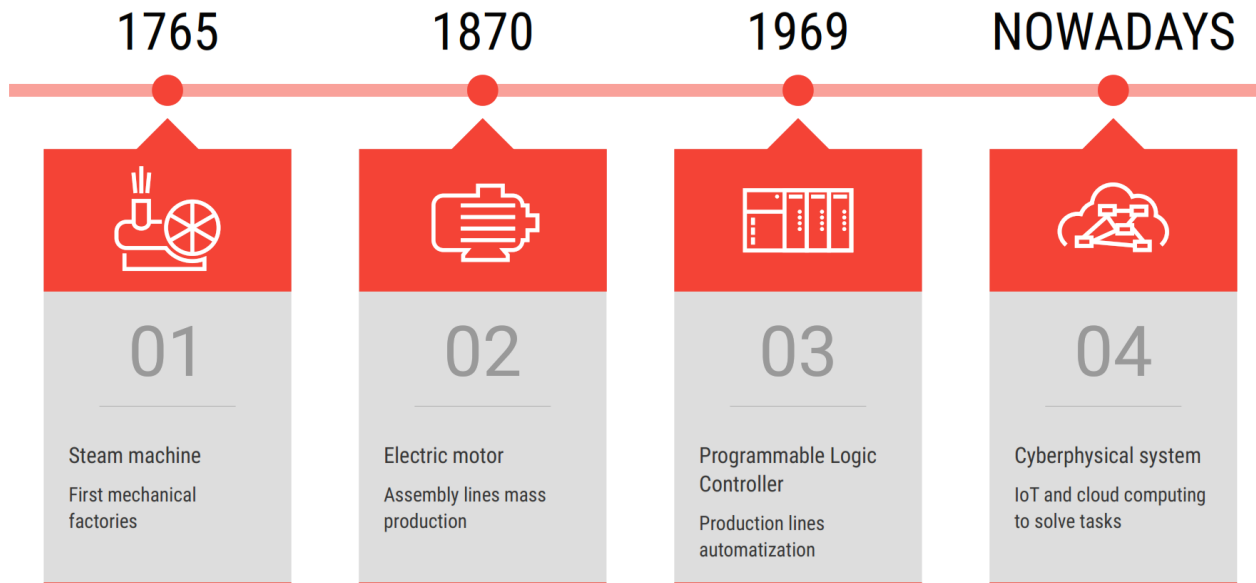 1765
1870
1969
NOWADAYS
01
Steam machine
First mechanical
factories
02
Electric motor
Assembly lines mass
production
03
Programmable Logic
Controller
Production lines
automatization
04
Cyberphysical system
IoT and cloud computing
to solve tasks